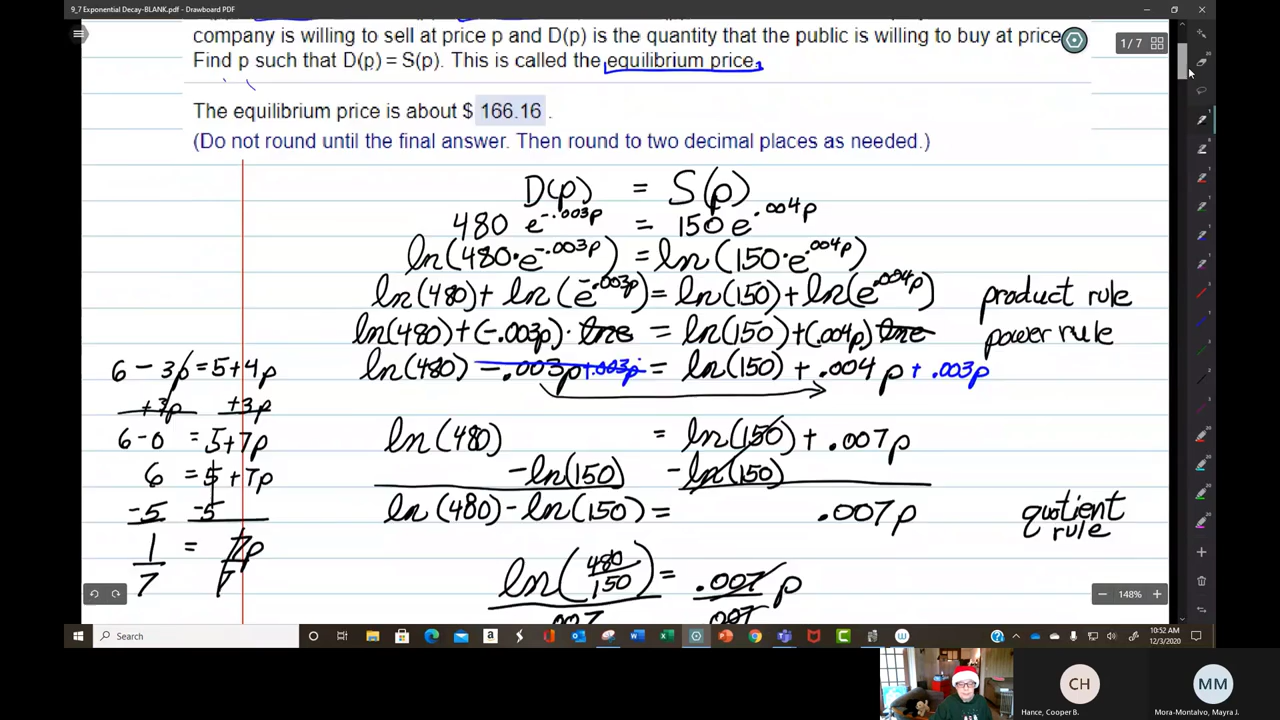 9_7 Exponential Decay-BLANK.pdf - Drawboard PDF
company is willing to sell at price p and D(p) is the quantity that the public is willing to buy at price
1/7
Find p such that D(p) = S(p). This is called the equilibrium price.
The equilibrium price is about $ 166.16 .
(Do not round until the final answer. Then round to two decimal places as needed.)
D(p) = S(p)
480 e^-.003p = 150 e^.004p
ln(480·e^-.003p) = ln(150·e^.004p)
ln(480) + ln(e^-.003p) = ln(150) + ln(e^.004p) product rule
ln(480) + (-.003p)· lne = ln(150) + (.004p) lne power rule
ln(480) - .003p +.003p = ln(150) + .004p + .003p
ln(480) = ln(150) + .007p
-ln(150) -ln(150)
ln(480) - ln(150) = .007p quotient rule
ln(480/150) = .007p
.007 .007
6 - 3p = 5 + 4p
+3p +3p
6 - 0 = 5 + 7p
6 = 5 + 7p
-5 -5
1 = 7p
7 7
148%
Search
10:52 AM
12/3/2020
CH
MM
Hance, Cooper B.
Mora-Montalvo, Mayra J.